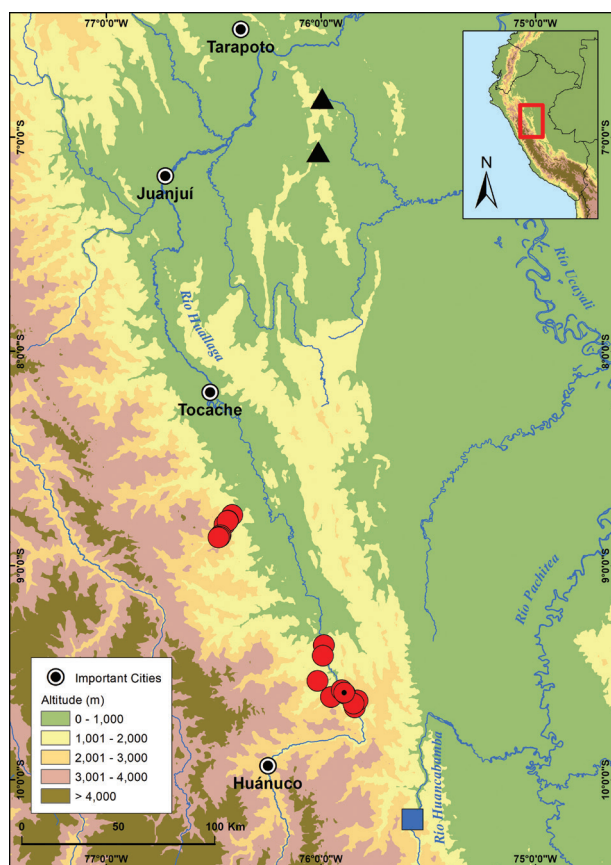 77°0'0"W
76°0'0"W
75°0'0"W
Tarapoto
7°0'0"S
7°0'0"S
N
Juanjuí
Río Ucayali
Río Huallaga
8°0'0"S
8°0'0"S
Tocache
9°0'0"S
9°0'0"S
Río Pachitea
Important Cities
Altitude (m)
0 - 1,000
1,001 - 2,000
2,001 - 3,000
3,001 - 4,000
> 4,000
Huánuco
Río Huancabamba
10°0'0"S
10°0'0"S
0
50
100 Km
77°0'0"W
76°0'0"W
75°0'0"W